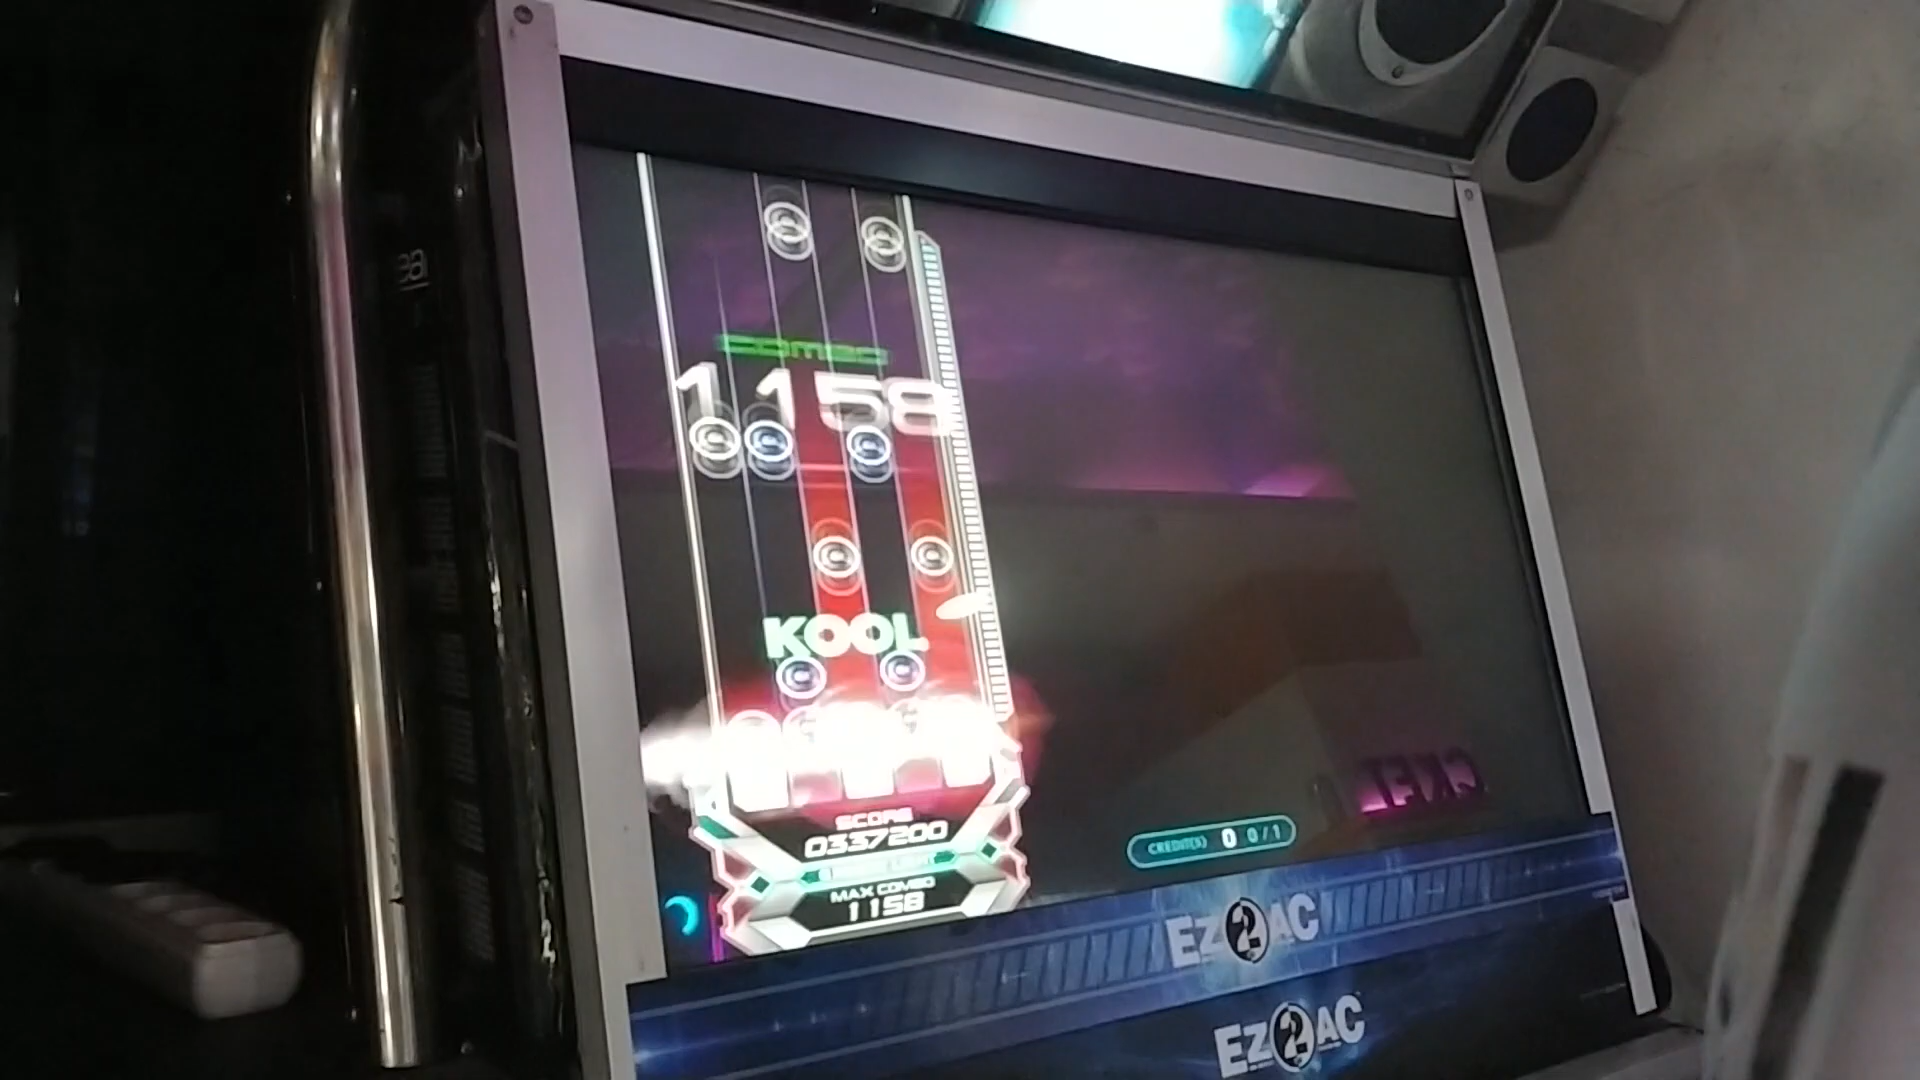 COMBO
1158
KOOL
SCORE
0337200
MAX COMBO
1158
CREDIT(S) 0 0/1
EZ2AC
EZ2AC